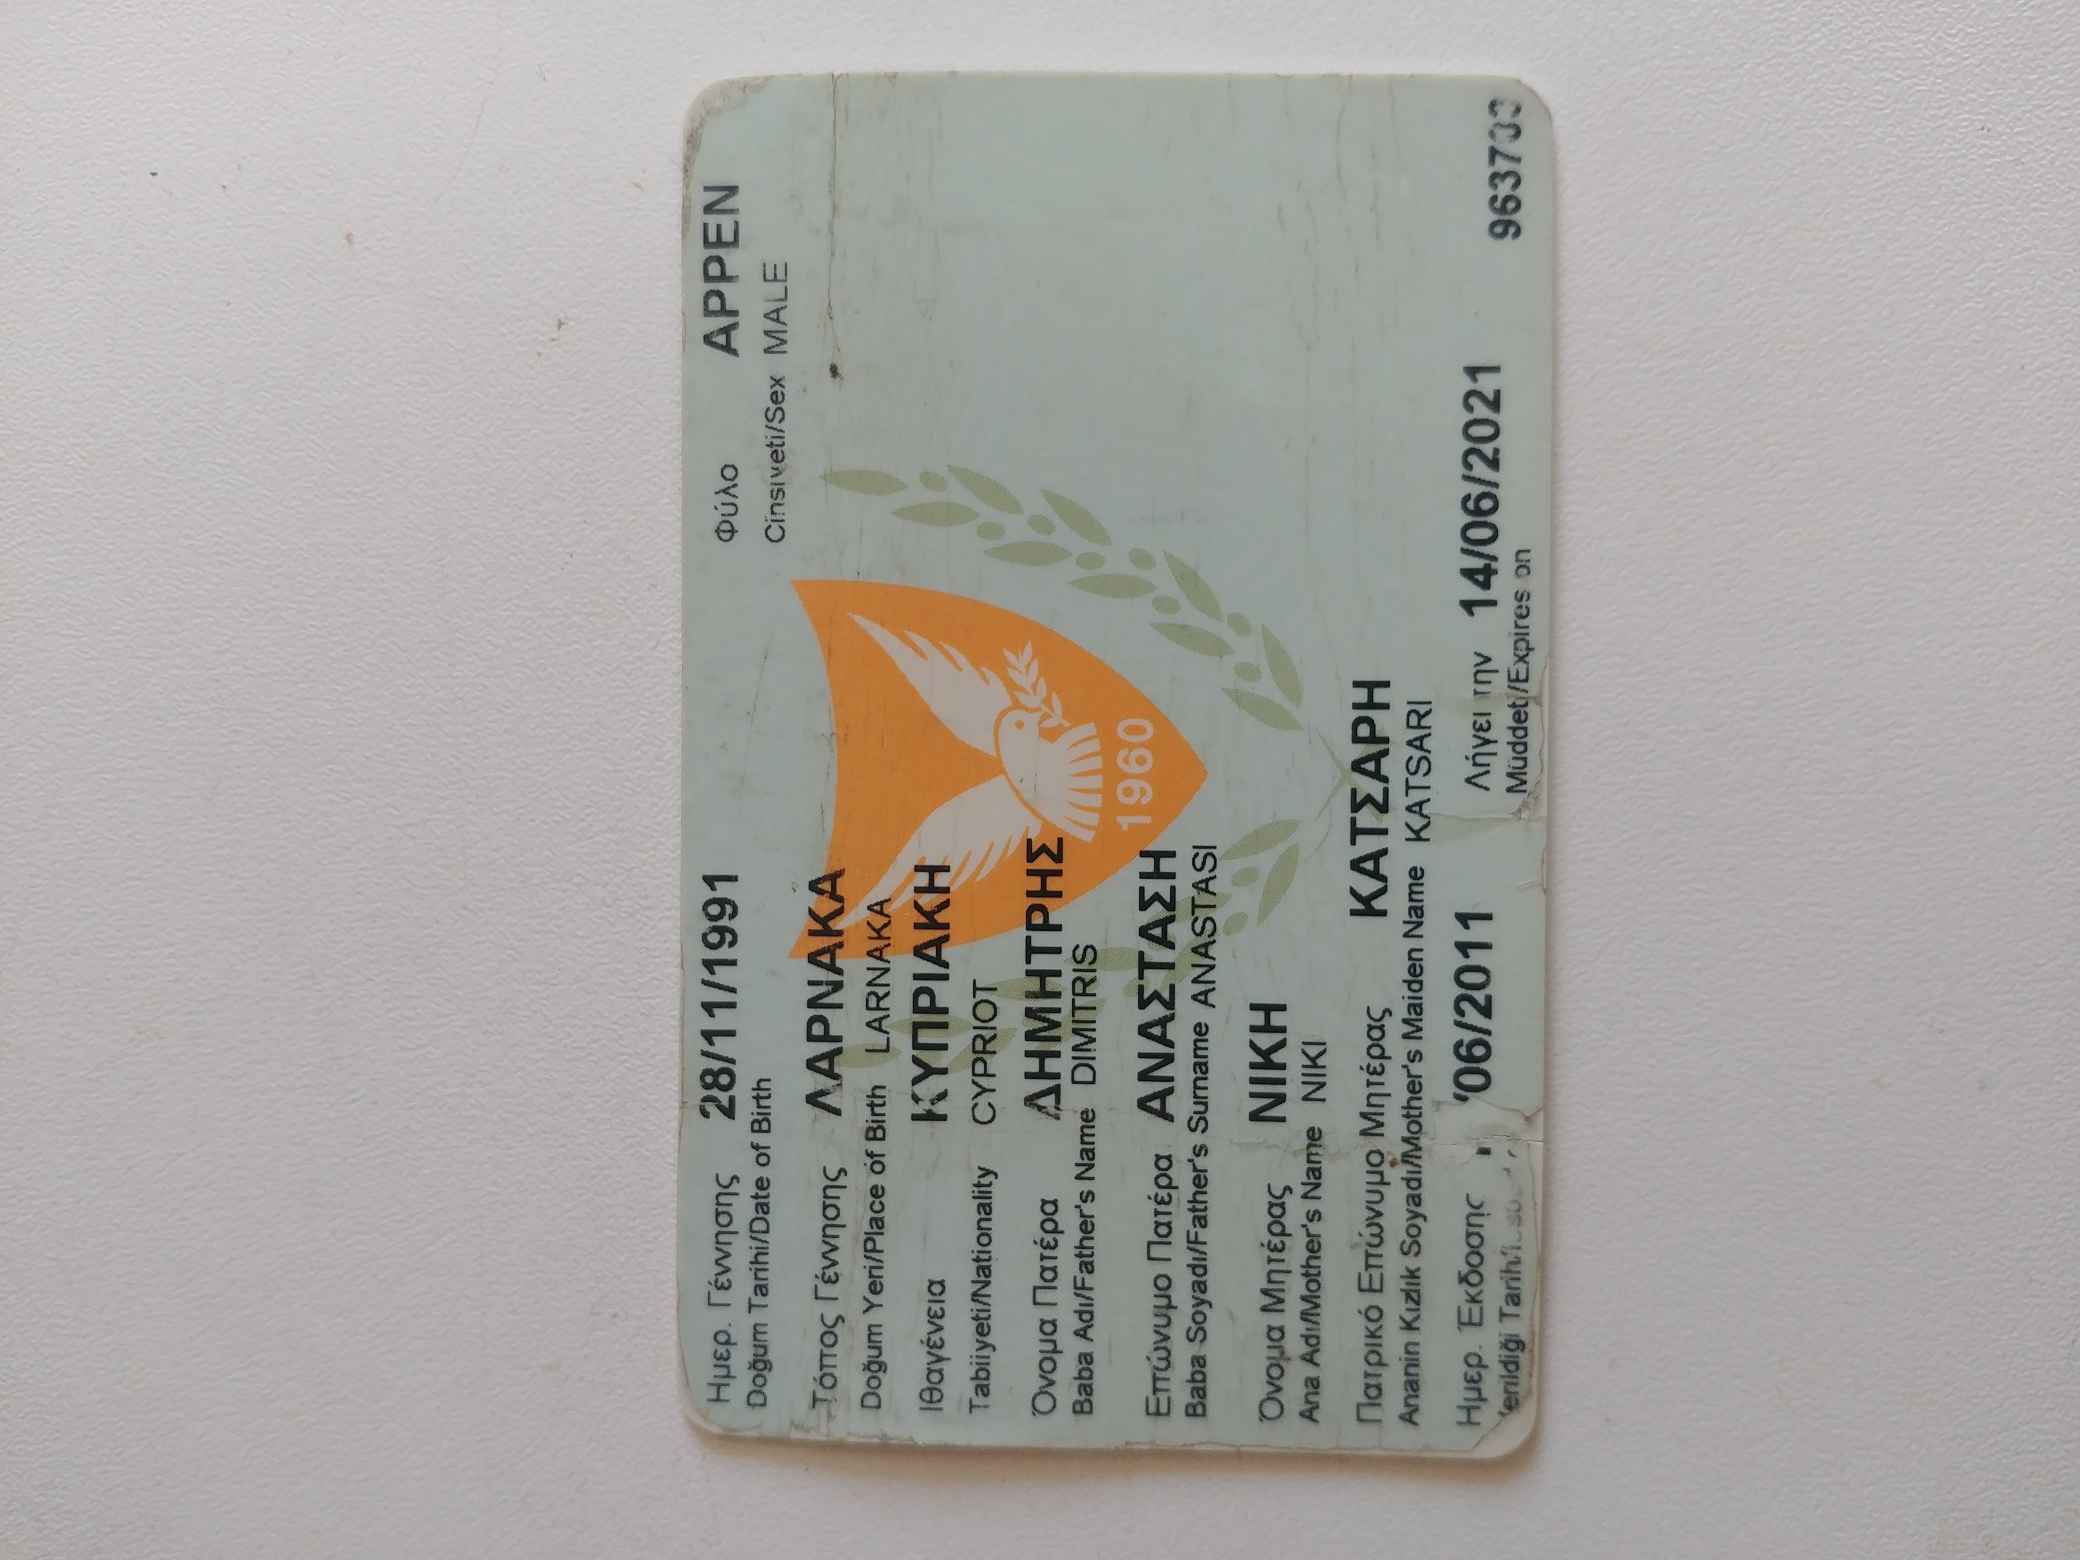 Ημερ. Γέννησης 28/11/1991 Φύλο ΑΡΡΕΝ
Doğum Tarihi/Date of Birth Cinsiyeti/Sex MALE
Τόπος Γέννησης ΛΑΡΝΑΚΑ
Doğum Yeri/Place of Birth LARNAKA
Ιθαγένεια ΚΥΠΡΙΑΚΗ
Tabiiyeti/Nationality CYPRIOT
Όνομα Πατέρα ΔΗΜΗΤΡΗΣ
Baba Adı/Father's Name DIMITRIS
1960
Επώνυμο Πατέρα ΑΝΑΣΤΑΣΗ
Baba Soyadı/Father's Surname ANASTASI
Όνομα Μητέρας ΝΙΚΗ
Ana Adı/Mother's Name NIKI
Πατρικό Επώνυμο Μητέρας ΚΑΤΣΑΡΗ
Ananin Kızlık Soyadı/Mother's Maiden Name KATSARI
Ημερ. Έκδοσης /06/2011 Λήγει την 14/06/2021
Müddeti/Expires on